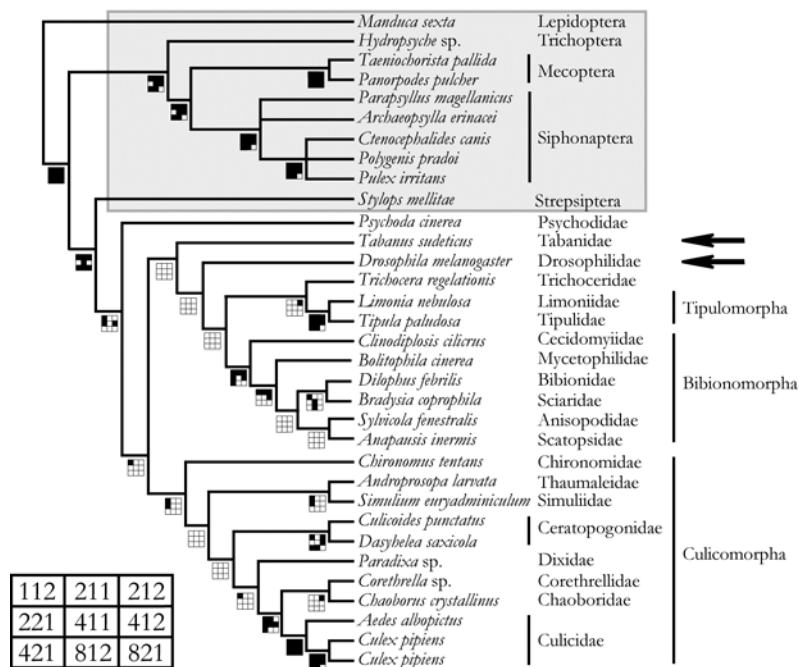 Manduca sexta Lepidoptera
Hydropsyche sp. Trichoptera
Taeniochorista pallida
Mecoptera
Panorpodes pulcher
Parapsyllus magellanicus
Archaeopsylla erinacei
Ctenocephalides canis
Siphonaptera
Polygenis pradoi
Pulex irritans
Stylops mellitae Strepsiptera
Psychoda cinerea Psychodidae
Tabanus sudeticus Tabanidae
Drosophila melanogaster Drosophilidae
Trichocera regelationis Trichoceridae
Limonia nebulosa Limoniidae
Tipulomorpha
Tipula paludosa Tipulidae
Clinodiplosis cilicrus Cecidomyiidae
Bolitophila cinerea Mycetophilidae
Dilophus febrilis Bibionidae
Bibionomorpha
Bradysia coprophila Sciaridae
Sylvicola fenestralis Anisopodidae
Anapausis inermis Scatopsidae
Chironomus tentans Chironomidae
Androprosopa larvata Thaumaleidae
Simulium euryadminiculum Simuliidae
Culicoides punctatus
Ceratopogonidae
Dasyhelea saxicola
Culicomorpha
Paradixa sp. Dixidae
Corethrella sp. Corethrellidae
Chaoborus crystallinus Chaoboridae
Aedes albopictus
Culex pipiens Culicidae
Culex pipiens
112 211 212
221 411 412
421 812 821